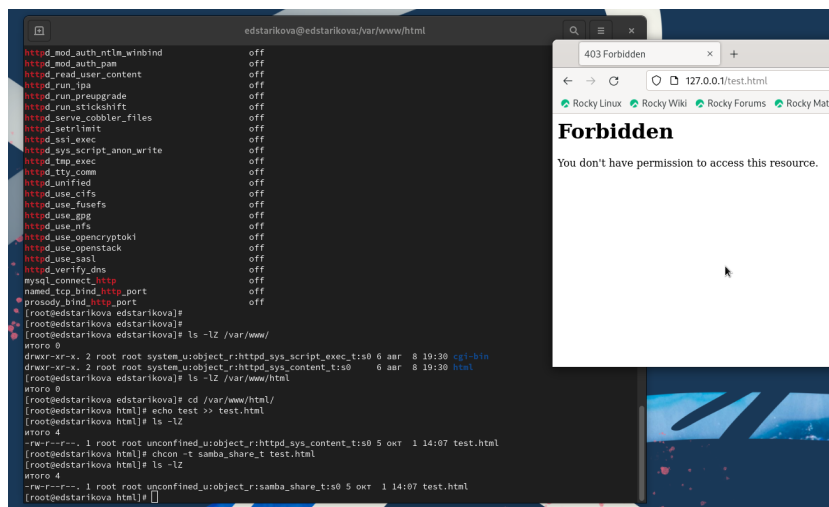 edstarikova@edstarikova:/var/www/html
httpd_mod_auth_ntlm_winbind off
httpd_mod_auth_pam off
httpd_read_user_content off
httpd_run_ipa off
httpd_run_preupgrade off
httpd_run_stickshift off
httpd_serve_cobbler_files off
httpd_setrlimit off
httpd_ssi_exec off
httpd_sys_script_anon_write off
httpd_tmp_exec off
httpd_tty_comm off
httpd_unified off
httpd_use_cifs off
httpd_use_fusefs off
httpd_use_gpg off
httpd_use_nfs off
httpd_use_opencryptoki off
httpd_use_openstack off
httpd_use_sasl off
httpd_verify_dns off
mysql_connect_http off
named_tcp_bind_http_port off
prosody_bind_http_port off
[root@edstarikova edstarikova]#
[root@edstarikova edstarikova]#
[root@edstarikova edstarikova]# ls -lZ /var/www/
итого 0
drwxr-xr-x. 2 root root system_u:object_r:httpd_sys_script_exec_t:s0 6 авг 8 19:30 cgi-bin
drwxr-xr-x. 2 root root system_u:object_r:httpd_sys_content_t:s0 6 авг 8 19:30 html
[root@edstarikova edstarikova]# ls -lZ /var/www/html
итого 0
[root@edstarikova edstarikova]# cd /var/www/html/
[root@edstarikova html]# echo test >> test.html
[root@edstarikova html]# ls -lZ
итого 4
-rw-r--r--. 1 root root unconfined_u:object_r:httpd_sys_content_t:s0 5 окт 1 14:07 test.html
[root@edstarikova html]# chcon -t samba_share_t test.html
[root@edstarikova html]# ls -lZ
итого 4
-rw-r--r--. 1 root root unconfined_u:object_r:samba_share_t:s0 5 окт 1 14:07 test.html
[root@edstarikova html]#
403 Forbidden
127.0.0.1/test.html
Rocky Linux Rocky Wiki Rocky Forums Rocky Mat
Forbidden
You don't have permission to access this resource.